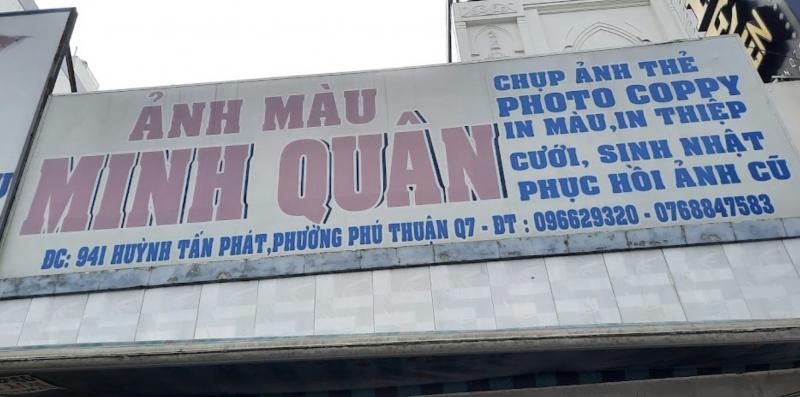 ẢNH MÀU
MINH QUÂN
CHỤP ẢNH THẺ
PHOTO COPPY
IN MÀU,IN THIỆP
CƯỚI, SINH NHẬT
PHỤC HỒI ẢNH CŨ
ĐC: 941 HUỲNH TẤN PHÁT,PHƯỜNG PHÚ THUẬN Q7 - ĐT : 096629320 - 0768847583